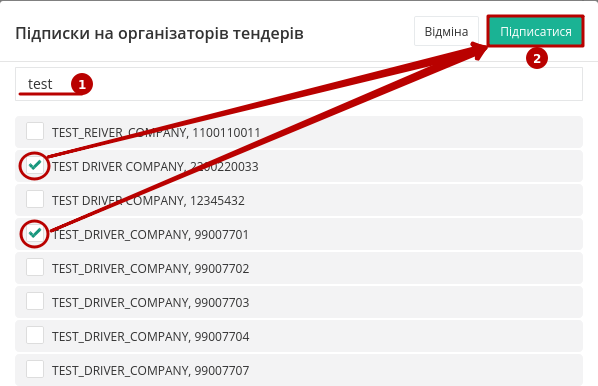 Підписки на організаторів тендерів
Відміна
Підписатися
test
1
2
TEST_REIVER_COMPANY, 1100110011
TEST DRIVER COMPANY, 2200220033
TEST DRIVER COMPANY, 12345432
TEST_DRIVER_COMPANY, 99007701
TEST_DRIVER_COMPANY, 99007702
TEST_DRIVER_COMPANY, 99007703
TEST_DRIVER_COMPANY, 99007704
TEST_DRIVER_COMPANY, 99007707